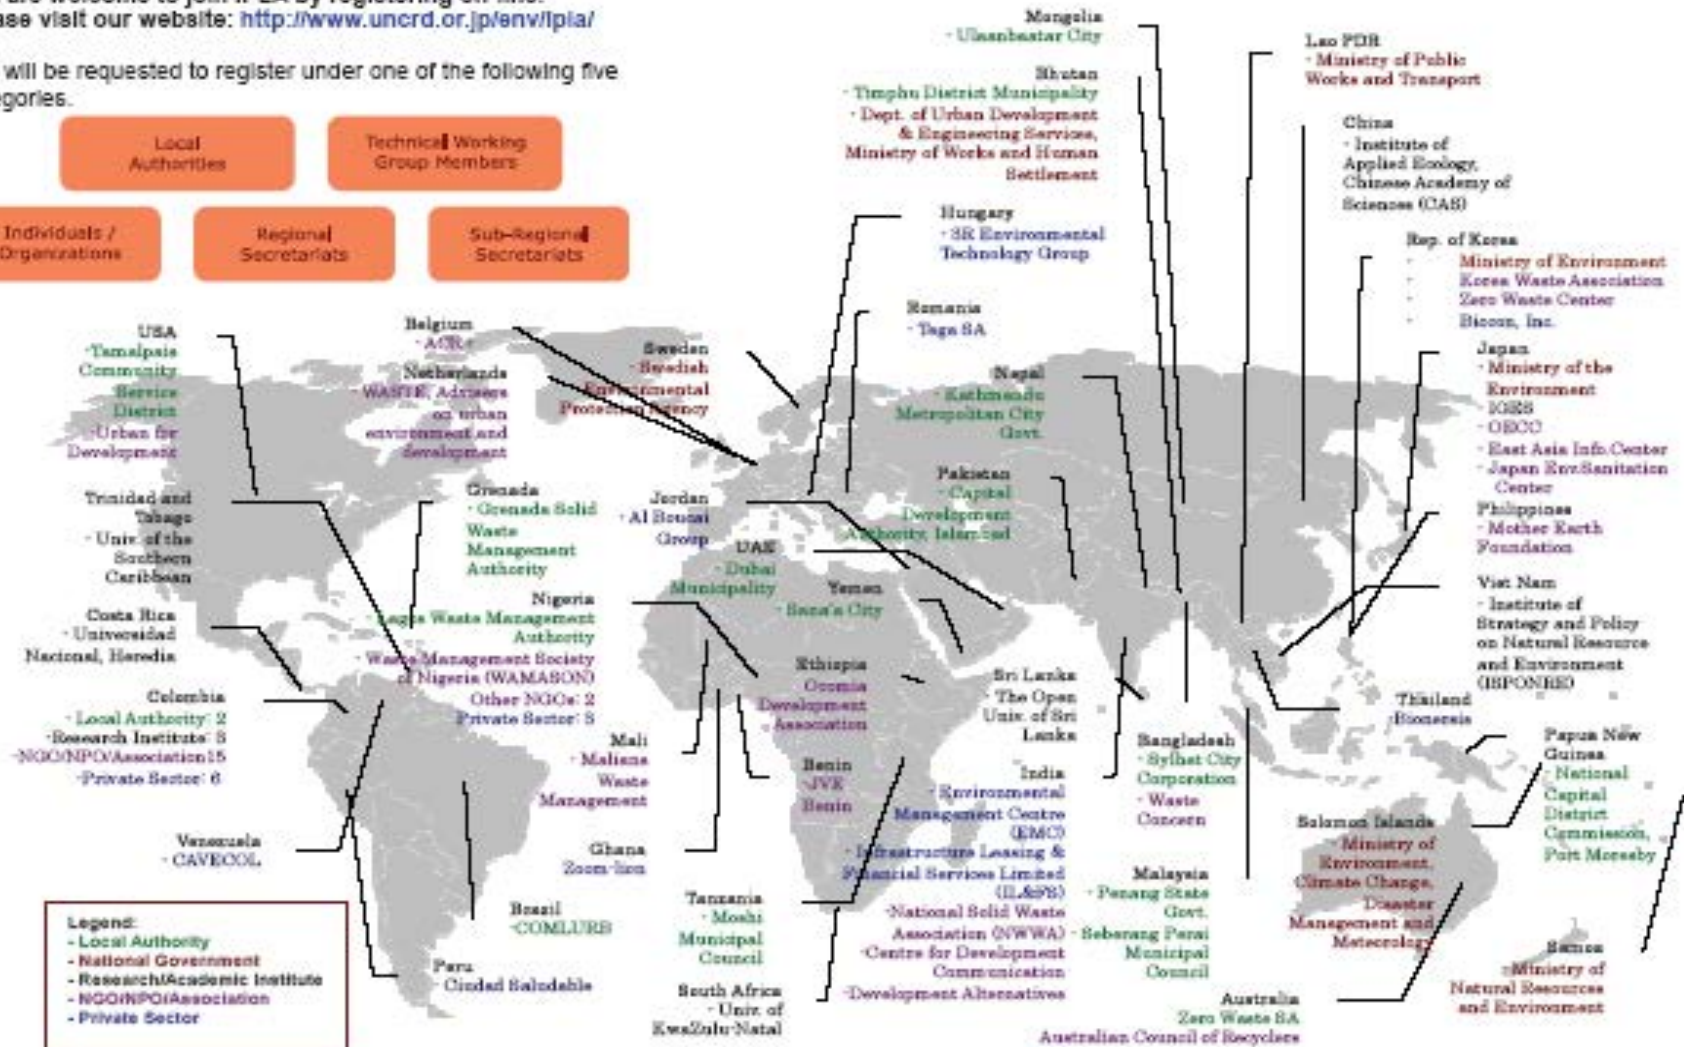 are welcome to join IPLA by registering on-line.
ase visit our website: http://www.uncrd.or.jp/env/ipla/
will be requested to register under one of the following five
egories.
Local
Authorities
Technical Working
Group Members
Individuals /
Organizations
Regional
Secretariats
Sub-Regional
Secretariats
Mongolia
- Ulaanbaatar City
Bhutan
- Timphu District Municipality
- Dept. of Urban Development
& Engineering Services,
Ministry of Works and Human
Settlement
Lao PDR
- Ministry of Public
Works and Transport
China
- Institute of
Applied Ecology,
Chinese Academy of
Sciences (CAS)
Hungary
- SR Environmental
Technology Group
Rep. of Korea
- Ministry of Environment
- Korea Waste Association
- Zero Waste Center
- Biocon, Inc.
Romania
- Tega SA
USA
-Tamalpais
Community
Service
District
-Urban for
Development
Belgium
- ACR+
Netherlands
- WASTE, Advisers
on urban
environment and
development
Sweden
- Swedish
Environmental
Protection Agency
Nepal
- Kathmandu
Metropolitan City
Govt.
Japan
- Ministry of the
Environment
- IGES
- OECC
- East Asia Info.Center
- Japan Env.Sanitation
Center
Pakistan
- Capital
Development
Authority, Islamabad
Trinidad and
Tobago
- Univ. of the
Southern
Caribbean
Grenada
- Grenada Solid
Waste
Management
Authority
Jordan
- Al Bouqai
Group
UAE
- Dubai
Municipality
Yemen
- Sana'a City
Philippines
- Mother Earth
Foundation
Viet Nam
- Institute of
Strategy and Policy
on Natural Resource
and Environment
(ISPONRE)
Costa Rica
- Universidad
Nacional, Heredia
Nigeria
- Lagos Waste Management
Authority
- Waste Management Society
of Nigeria (WAMASON)
Other NGOs: 2
Private Sector: 3
Ethiopia
Oromia
Development
Association
Sri Lanka
- The Open
Univ. of Sri
Lanka
Thailand
-Bionersis
Colombia
- Local Authority: 2
-Research Institute: 3
-NGO/NPO/Association15
-Private Sector: 6
Mali
- Maliana
Waste
Management
Benin
-JVE
Benin
India
- Environmental
Management Centre
(EMC)
- Infrastructure Leasing &
Financial Services Limited
(IL&FS)
-National Solid Waste
Association (NWWA)
-Centre for Development
Communication
-Development Alternatives
Bangladesh
- Sylhet City
Corporation
- Waste
Concern
Papua New
Guinea
- National
Capital
District
Commission,
Port Moresby
Venezuela
- CAVECOL
Ghana
Zoom-lion
Solomon Islands
- Ministry of
Environment,
Climate Change,
Disaster
Management and
Meteorology
Malaysia
- Penang State
Govt.
- Seberang Perai
Municipal
Council
Tanzania
- Moshi
Municipal
Council
Brazil
-COMLURB
Peru
- Ciudad Saludable
South Africa
- Univ. of
KwaZulu-Natal
Samoa
-Ministry of
Natural Resources
and Environment
Australia
Zero Waste SA
Australian Council of Recyclers
Legend:
- Local Authority
- National Government
- Research/Academic Institute
- NGO/NPO/Association
- Private Sector